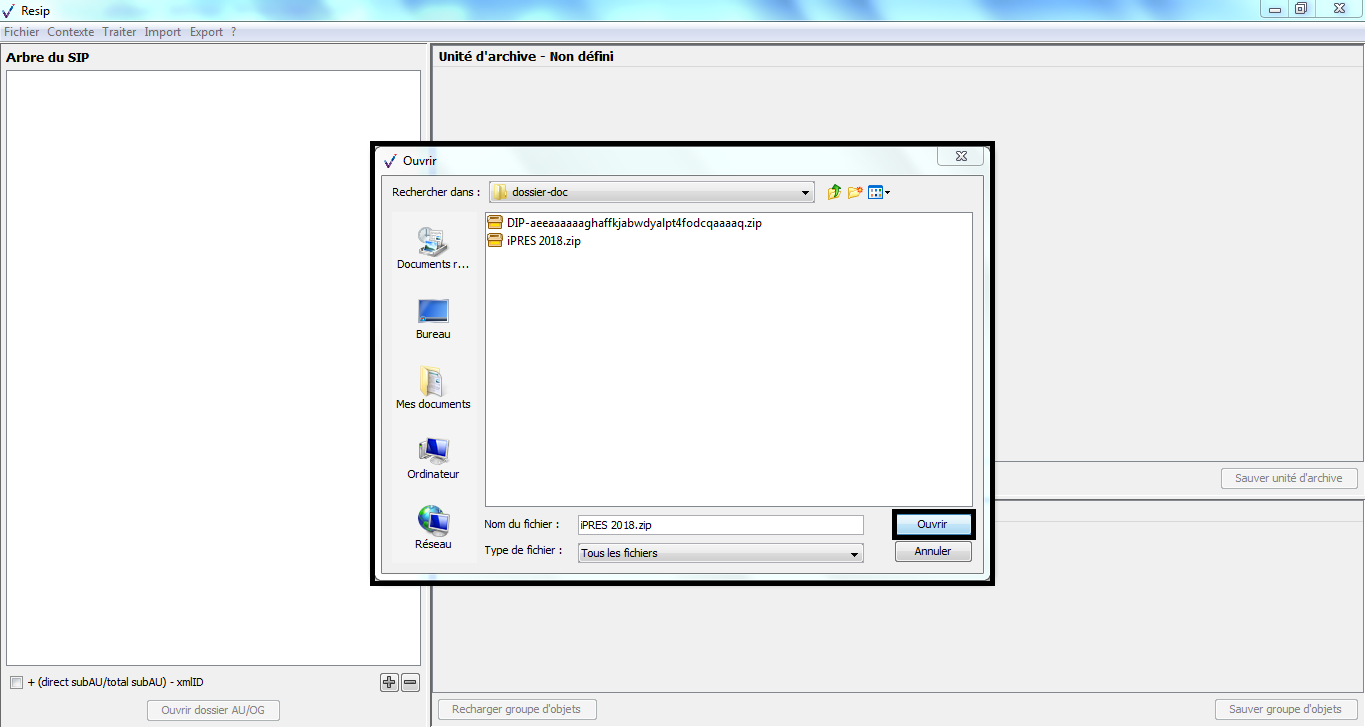 Resip
Fichier Contexte Traiter Import Export ?
Arbre du SIP
Unité d'archive - Non défini
Ouvrir
Rechercher dans : dossier-doc
DIP-aeeaaaaaaghaffkjabwdyalpt4fodcqaaaaq.zip
iPRES 2018.zip
Documents r...
Bureau
Mes documents
Ordinateur
Réseau
Nom du fichier : iPRES 2018.zip
Ouvrir
Type de fichier : Tous les fichiers
Annuler
Sauver unité d'archive
+ (direct subAU/total subAU) - xmlID
Ouvrir dossier AU/OG
Recharger groupe d'objets
Sauver groupe d'objets